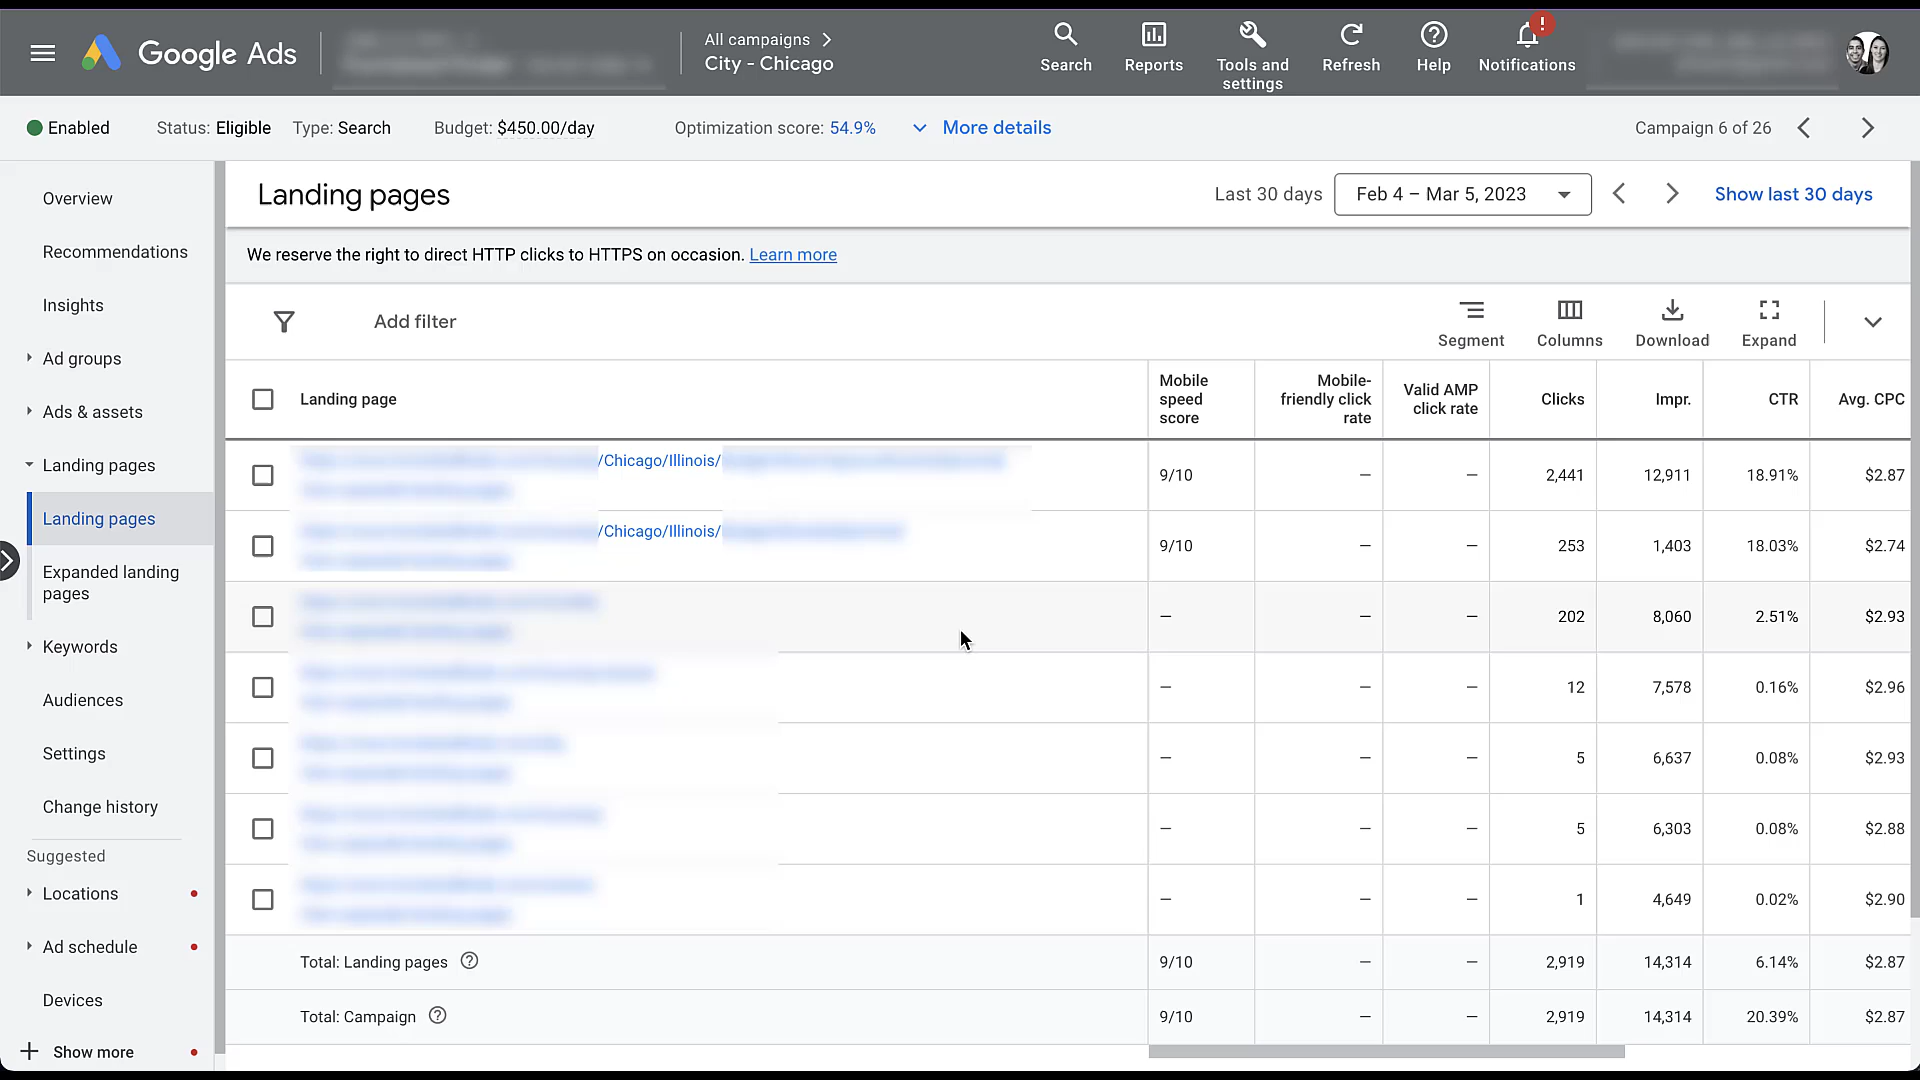 Google Ads
All campaigns
City - Chicago
Search
Reports
Tools and
settings
Refresh
Help
!
Notifications
Enabled
Status: Eligible
Type: Search
Budget: $450.00/day
Optimization score: 54.9%
More details
Campaign 6 of 26
Overview
Recommendations
Insights
Ad groups
Ads & assets
Landing pages
Landing pages
Expanded landing
pages
Keywords
Audiences
Settings
Change history
Suggested
Locations
Ad schedule
Devices
Show more
Landing pages
Last 30 days
Feb 4 – Mar 5, 2023
Show last 30 days
We reserve the right to direct HTTP clicks to HTTPS on occasion. Learn more
Add filter
Segment
Columns
Download
Expand
Landing page
Mobile
speed
score
Mobile-
friendly click
rate
Valid AMP
click rate
Clicks
Impr.
CTR
Avg. CPC
/Chicago/Illinois/
9/10 — — 2,441 12,911 18.91% $2.87
/Chicago/Illinois/
9/10 — — 253 1,403 18.03% $2.74
— — — 202 8,060 2.51% $2.93
— — — 12 7,578 0.16% $2.96
— — — 5 6,637 0.08% $2.93
— — — 5 6,303 0.08% $2.88
— — — 1 4,649 0.02% $2.90
Total: Landing pages ? 9/10 — — 2,919 14,314 6.14% $2.87
Total: Campaign ? 9/10 — — 2,919 14,314 20.39% $2.87